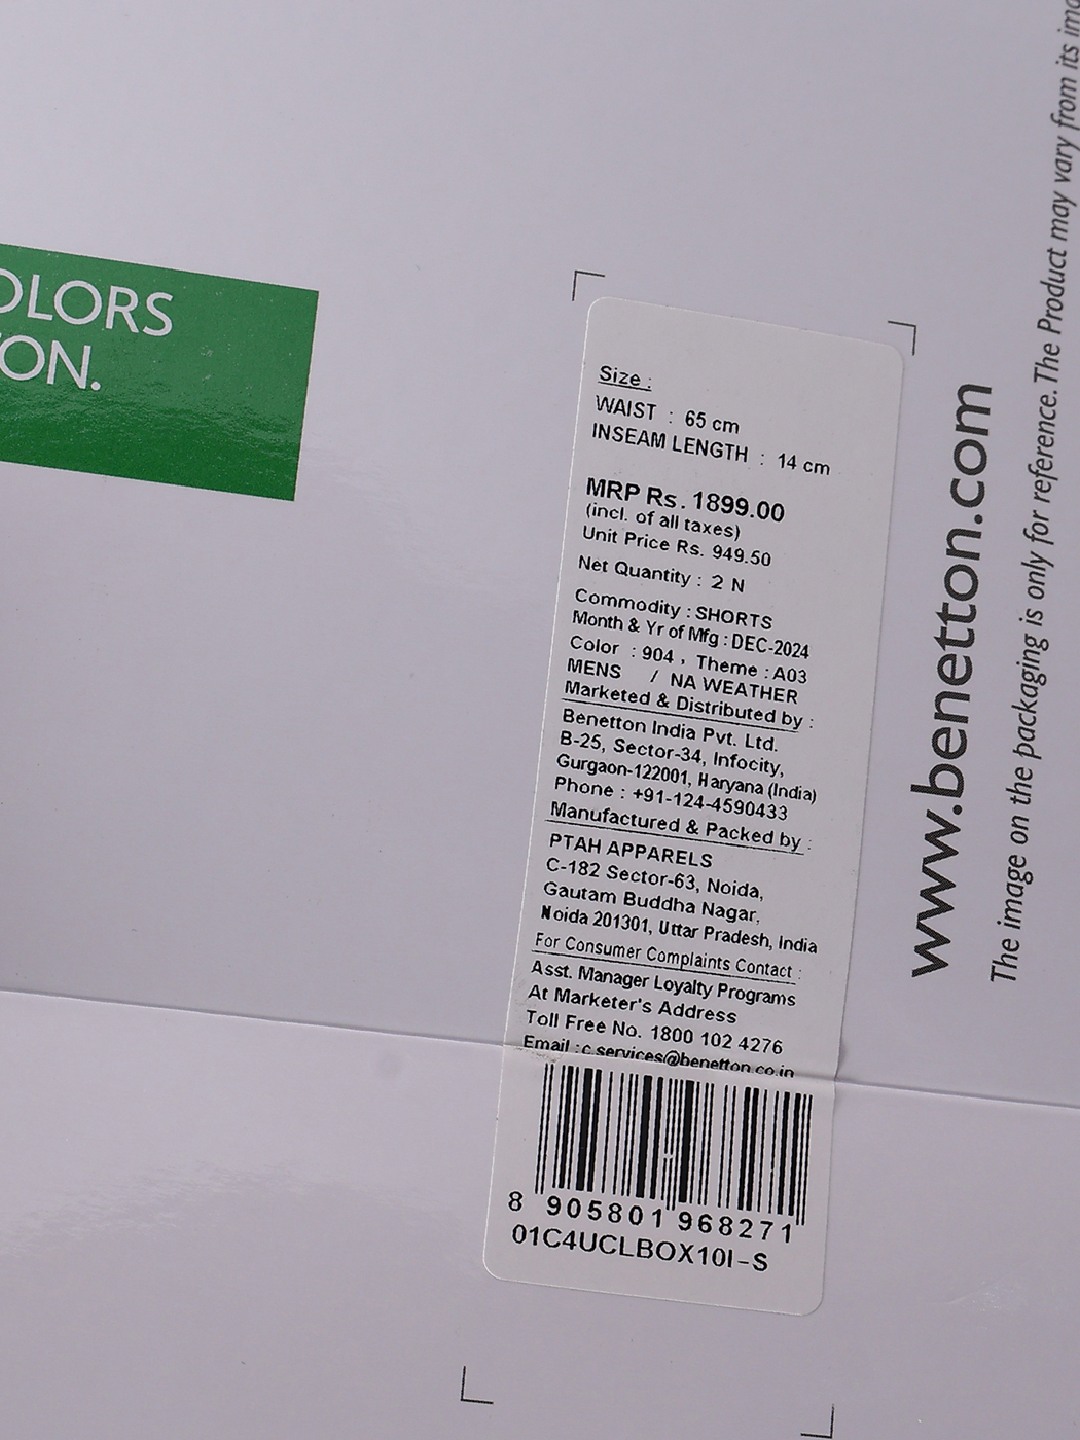 OLORS
ON.
Size :
WAIST : 65 cm
INSEAM LENGTH : 14 cm
MRP Rs. 1899.00
(incl. of all taxes)
Unit Price Rs. 949.50
Net Quantity : 2 N
Commodity : SHORTS
Month & Yr of Mfg : DEC-2024
Color : 904 , Theme : A03
MENS / NA WEATHER
Marketed & Distributed by :
Benetton India Pvt. Ltd.
B-25, Sector-34, Infocity,
Gurgaon-122001, Haryana (India)
Phone : +91-124-4590433
Manufactured & Packed by :
PTAH APPARELS
C-182 Sector-63, Noida,
Gautam Buddha Nagar,
Noida 201301, Uttar Pradesh, India
For Consumer Complaints Contact :
Asst. Manager Loyalty Programs
At Marketer's Address
Toll Free No. 1800 102 4276
Email :c.services@benetton.co.in
8 905801 968271
01C4UCLBOX10I-S
www.benetton.com
The image on the packaging is only for reference. The Product may vary from its